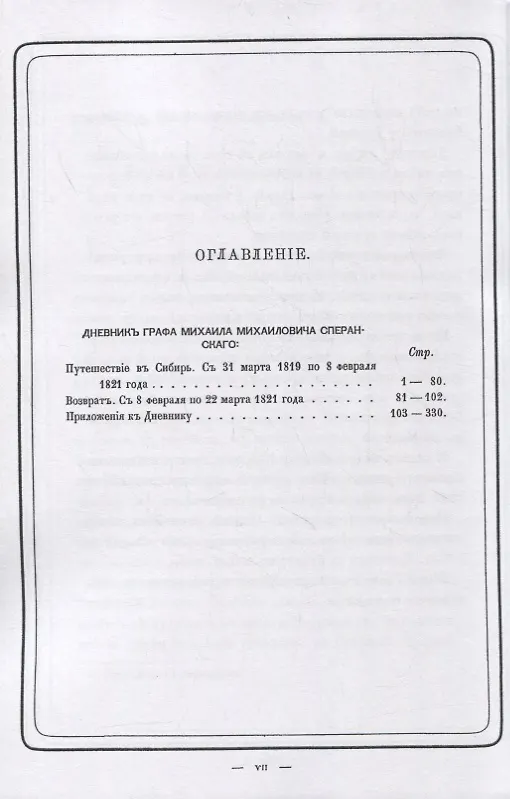 ОГЛАВЛЕНІЕ.
ДНЕВНИКЪ ГРАФА МИХАИЛА МИХАИЛОВИЧА СПЕРАН-
СКАГО:
Стр.
Путешествіе въ Сибирь. Съ 31 марта 1819 по 8 февраля
1821 года . . . . . . . . . . . . . . . . . . . . . 1 — 80.
Возвратъ. Съ 8 февраля по 22 марта 1821 года . . . . . . 81 — 102.
Приложенія къ Дневнику . . . . . . . . . . . . . . . . . 103 — 330.
— VII —